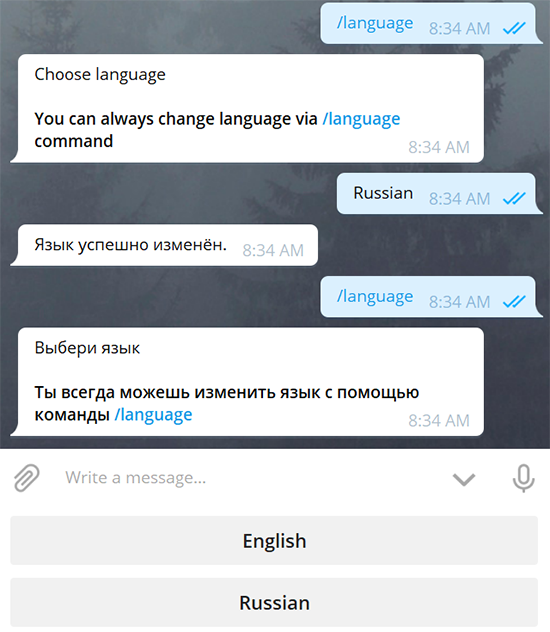 /language 8:34 AM
Choose language
You can always change language via /language
command
8:34 AM
Russian 8:34 AM
Язык успешно изменён. 8:34 AM
/language 8:34 AM
Выбери язык
Ты всегда можешь изменить язык с помощью
команды /language
8:34 AM
Write a message...
English
Russian